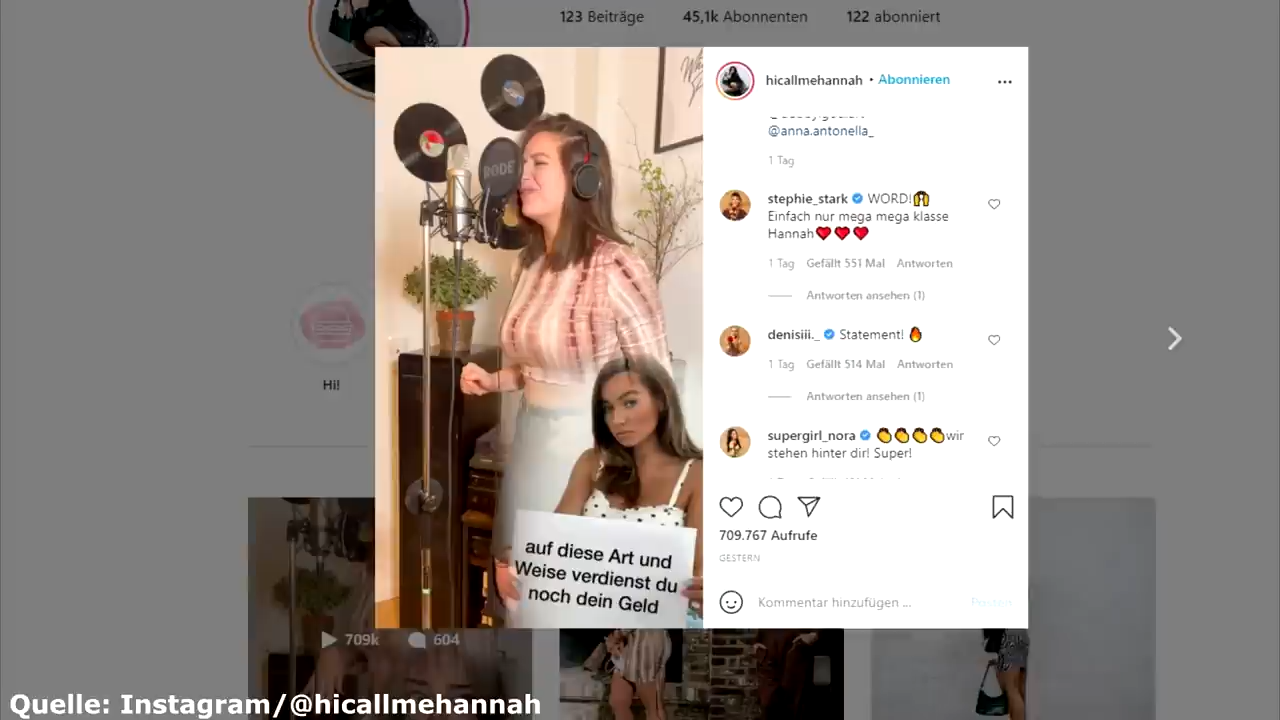 123 Beiträge 45,1k Abonnenten 122 abonniert
hicallmehannah • Abonnieren
@anna.antonella_
1 Tag
stephie_stark WORD!🙌
Einfach nur mega mega klasse
Hannah❤️❤️❤️
1 Tag Gefällt 551 Mal Antworten
Antworten ansehen (1)
denisiii._ Statement! 🔥
1 Tag Gefällt 514 Mal Antworten
Antworten ansehen (1)
supergirl_nora 👏👏👏👏wir
stehen hinter dir! Super!
709.767 Aufrufe
GESTERN
Kommentar hinzufügen ...
Posten
RODE
auf diese Art und
Weise verdienst du
noch dein Geld
Hi!
709k 604
Quelle: Instagram/@hicallmehannah